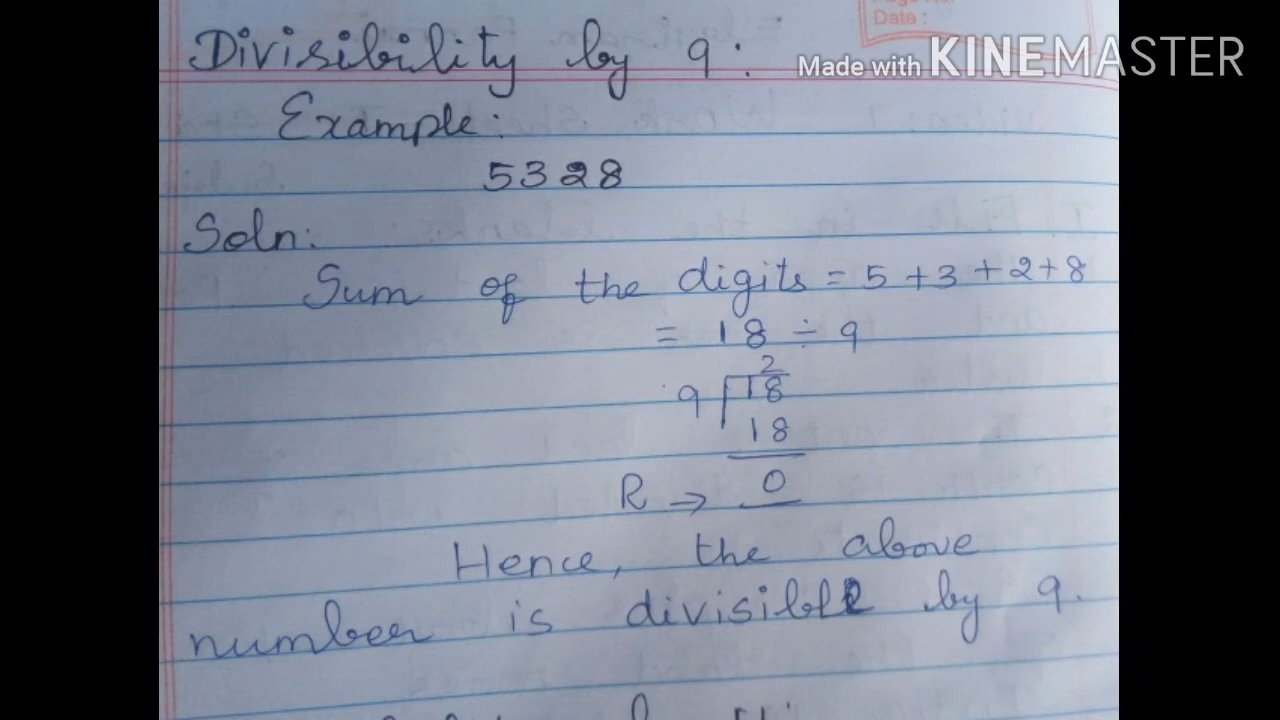 Date :
Made with KINEMASTER
Divisibility by 9 :
Example:
5328
Soln:
Sum of the digits = 5 + 3 + 2 + 8
= 18 ÷ 9
2
9 18
18
R → 0
Hence, the above
number is divisible by 9.